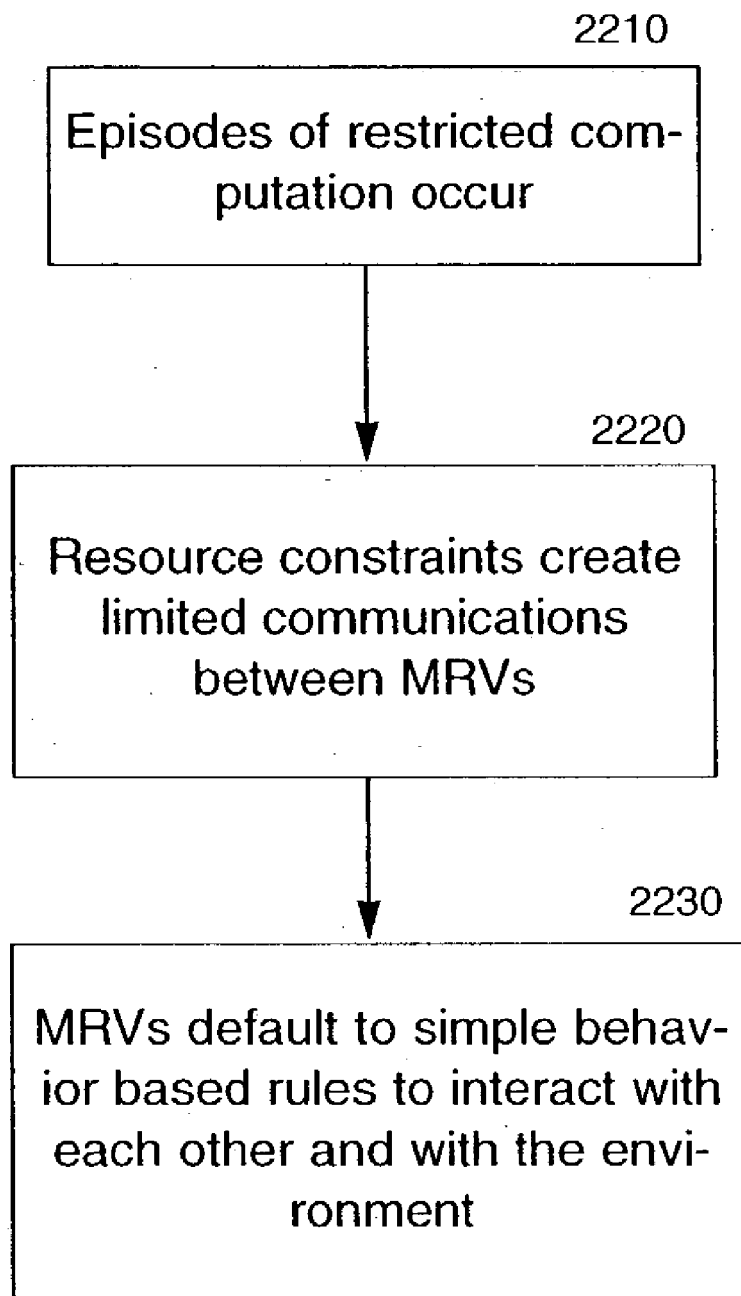 2210
Episodes of restricted com-
putation occur
2220
Resource constraints create
limited communications
between MRVs
2230
MRVs default to simple behav-
ior based rules to interact with
each other and with the envi-
ronment